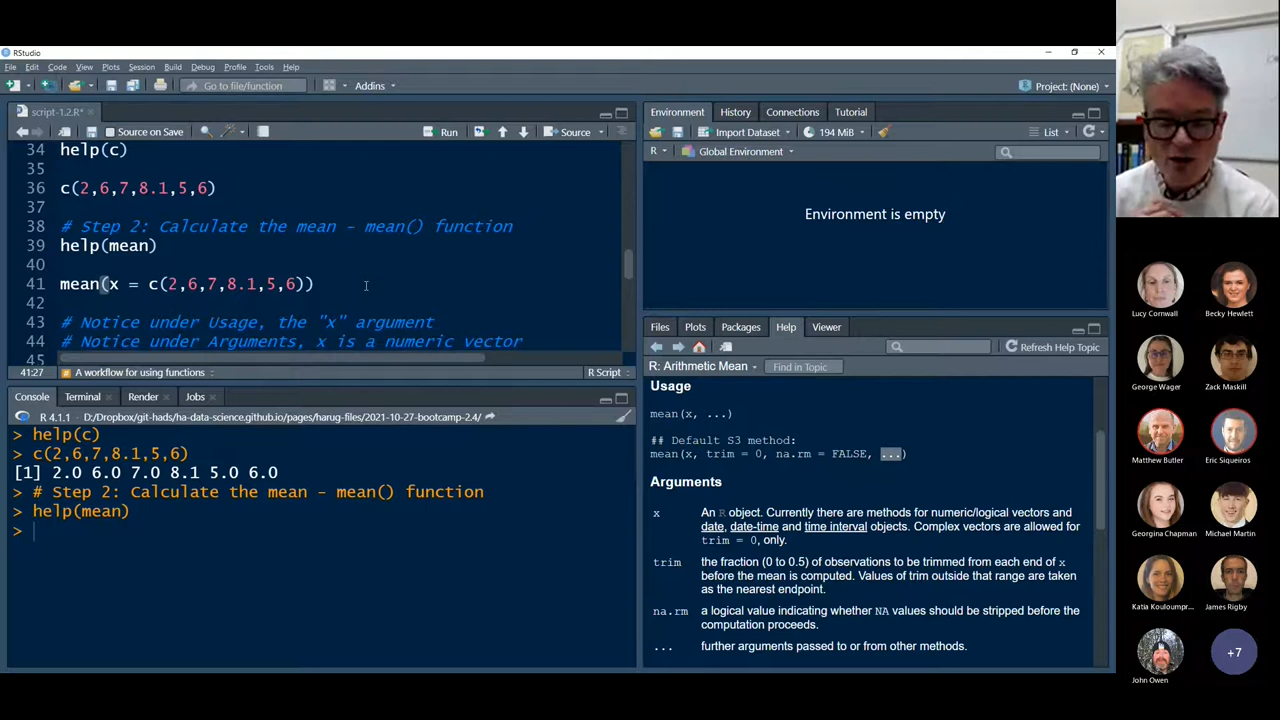 RStudio
File Edit Code View Plots Session Build Debug Profile Tools Help
Go to file/function Addins Project: (None)
script-1.2.R*
Source on Save Run Source
34 help(c)
35
36 c(2,6,7,8.1,5,6)
37
38 # Step 2: Calculate the mean – mean() function
39 help(mean)
40
41 mean(x = c(2,6,7,8.1,5,6))
42
43 # Notice under Usage, the "x" argument
44 # Notice under Arguments, x is a numeric vector
45
41:27 # A workflow for using functions R Script
Console Terminal Render Jobs
R 4.1.1 · D:/Dropbox/git-hads/ha-data-science.github.io/pages/harug-files/2021-10-27-bootcamp-2.4/
> help(c)
> c(2,6,7,8.1,5,6)
[1] 2.0 6.0 7.0 8.1 5.0 6.0
> # Step 2: Calculate the mean – mean() function
> help(mean)
>
Environment History Connections Tutorial
Import Dataset 194 MiB List
R Global Environment
Environment is empty
Files Plots Packages Help Viewer
Refresh Help Topic
R: Arithmetic Mean Find in Topic
Usage
mean(x, ...)
## Default S3 method:
mean(x, trim = 0, na.rm = FALSE, ...)
Arguments
x An R object. Currently there are methods for numeric/logical vectors and
date, date-time and time interval objects. Complex vectors are allowed for
trim = 0, only.
trim the fraction (0 to 0.5) of observations to be trimmed from each end of x
before the mean is computed. Values of trim outside that range are taken
as the nearest endpoint.
na.rm a logical value indicating whether NA values should be stripped before the
computation proceeds.
... further arguments passed to or from other methods.
Lucy Cornwall Becky Hewlett
George Wager Zack Maskill
Matthew Butler Eric Siqueiros
Georgina Chapman Michael Martin
Katia Kouloumpr... James Rigby
John Owen +7